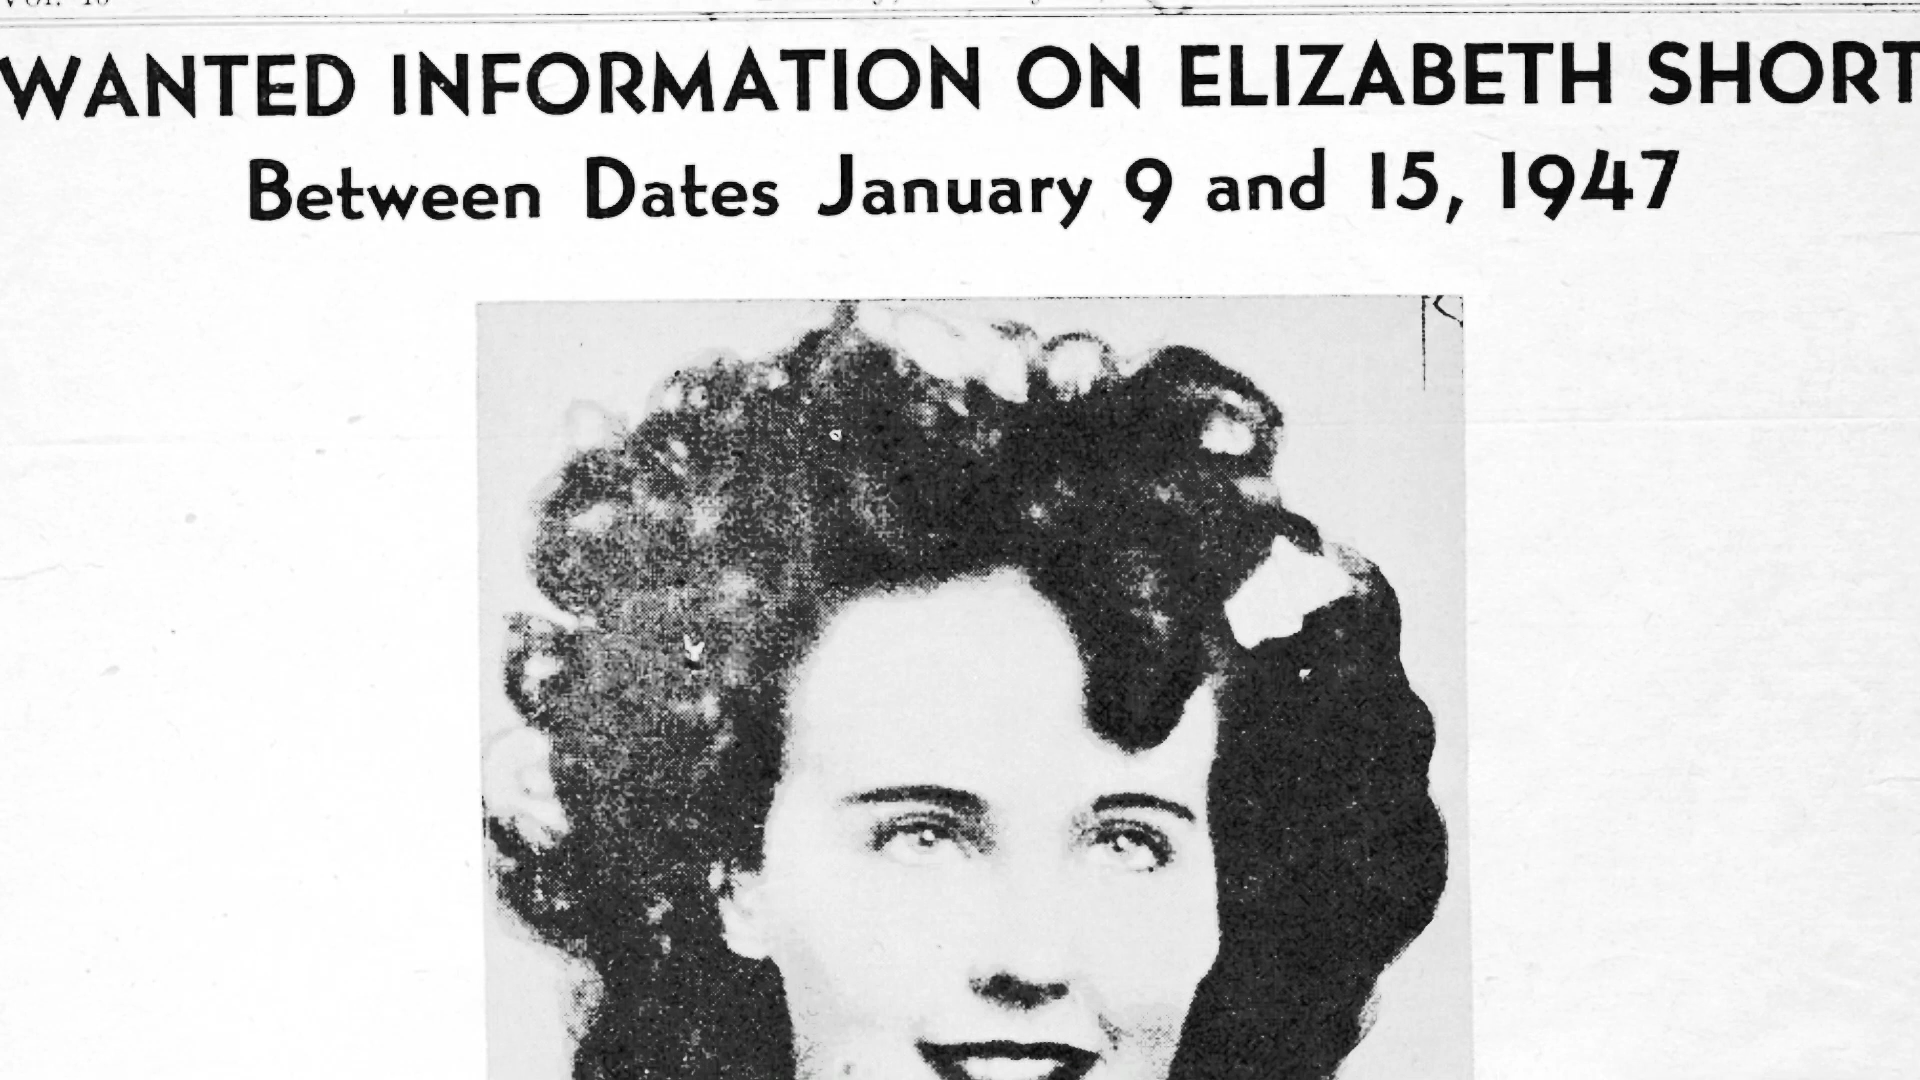 WANTED INFORMATION ON ELIZABETH SHORT
Between Dates January 9 and 15, 1947